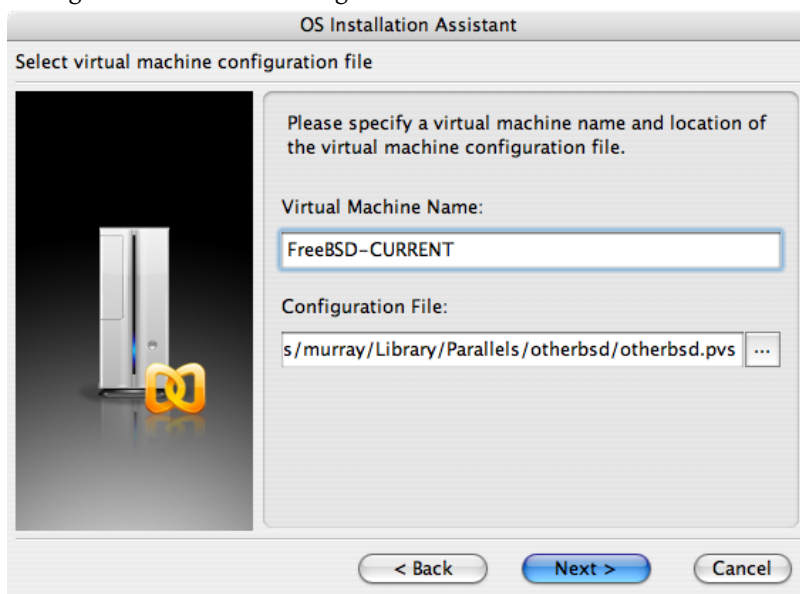 OS Installation Assistant
Select virtual machine configuration file
Please specify a virtual machine name and location of
the virtual machine configuration file.
Virtual Machine Name:
FreeBSD-CURRENT
Configuration File:
s/murray/Library/Parallels/otherbsd/otherbsd.pvs ...
< Back Next > Cancel